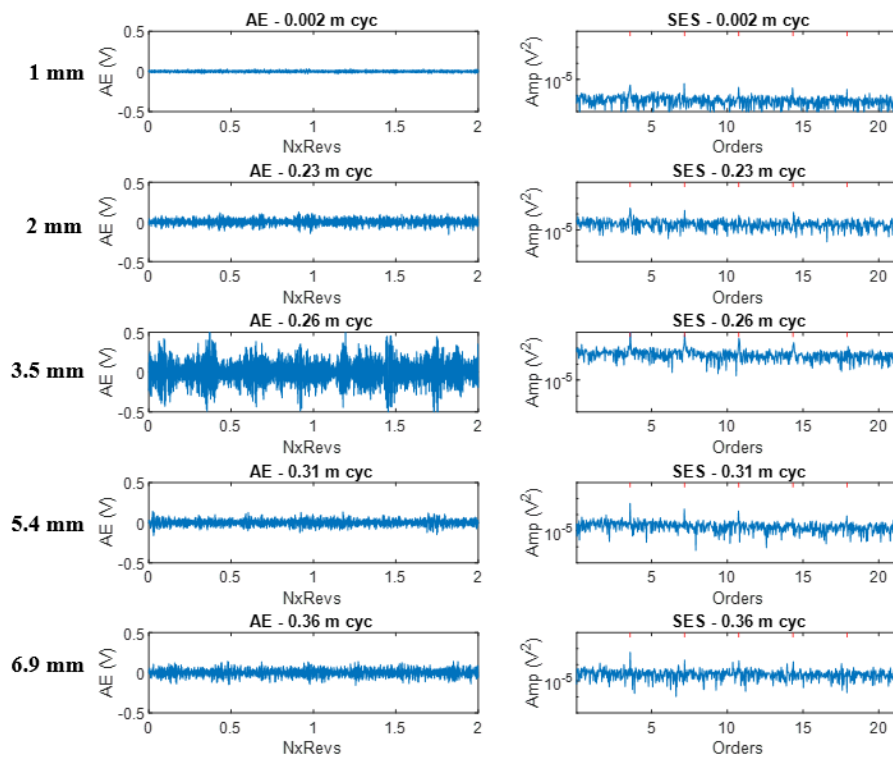 AE - 0.002 m cyc
SES - 0.002 m cyc
1 mm
AE (V)
0.5
0
-0.5
0
0.5
1
1.5
2
NxRevs
Amp (V²)
10⁻⁵
5
10
15
20
Orders
AE - 0.23 m cyc
SES - 0.23 m cyc
2 mm
AE (V)
0.5
0
-0.5
0
0.5
1
1.5
2
NxRevs
Amp (V²)
10⁻⁵
5
10
15
20
Orders
AE - 0.26 m cyc
SES - 0.26 m cyc
3.5 mm
AE (V)
0.5
0
-0.5
0
0.5
1
1.5
2
NxRevs
Amp (V²)
10⁻⁵
5
10
15
20
Orders
AE - 0.31 m cyc
SES - 0.31 m cyc
5.4 mm
AE (V)
0.5
0
-0.5
0
0.5
1
1.5
2
NxRevs
Amp (V²)
10⁻⁵
5
10
15
20
Orders
AE - 0.36 m cyc
SES - 0.36 m cyc
6.9 mm
AE (V)
0.5
0
-0.5
0
0.5
1
1.5
2
NxRevs
Amp (V²)
10⁻⁵
5
10
15
20
Orders